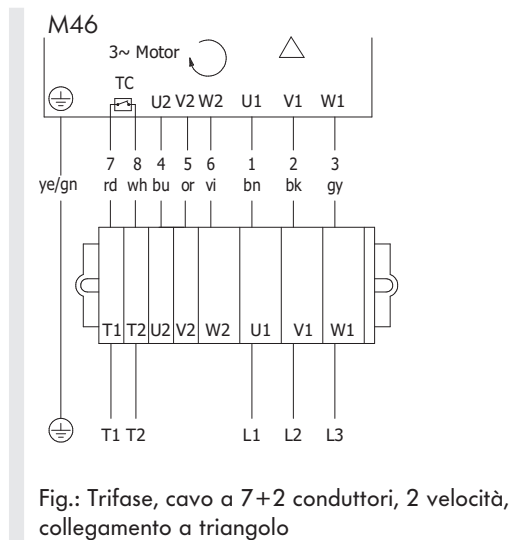 M46
3~ Motor
TC
U2 V2 W2 U1 V1 W1
7 8 4 5 6 1 2 3
ye/gn rd wh bu or vi bn bk gy
T1 T2 U2 V2 W2 U1 V1 W1
T1 T2 L1 L2 L3
Fig.: Trifase, cavo a 7+2 conduttori, 2 velocità,
collegamento a triangolo